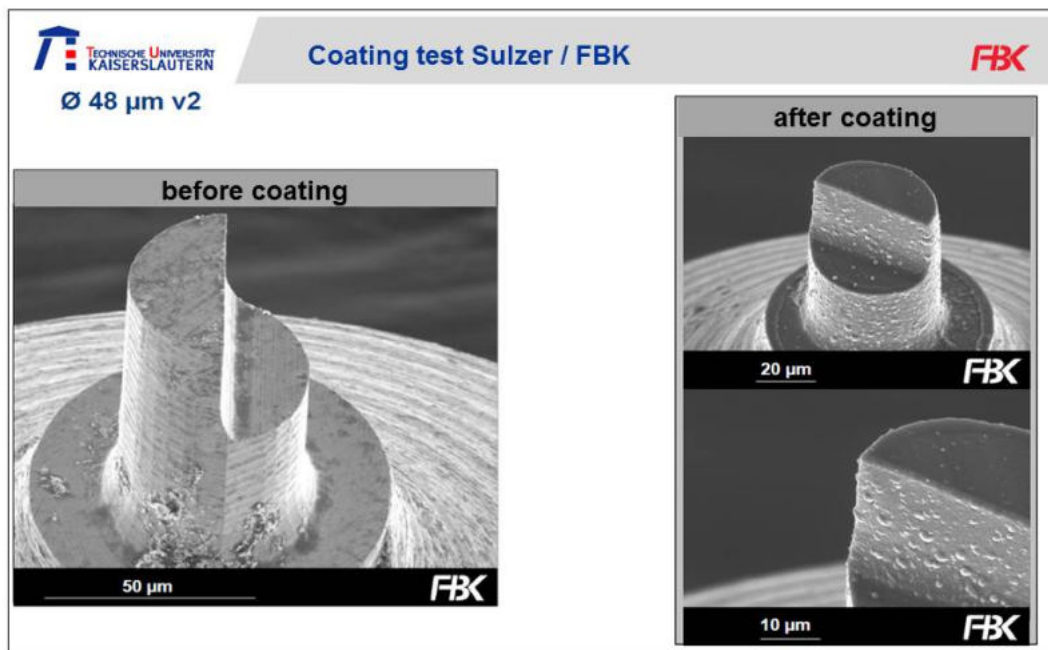 TECHNISCHE UNIVERSITÄT
KAISERSLAUTERN
Coating test Sulzer / FBK
FBK
Ø 48 µm v2
before coating
50 µm
FBK
after coating
20 µm
FBK
10 µm
FBK